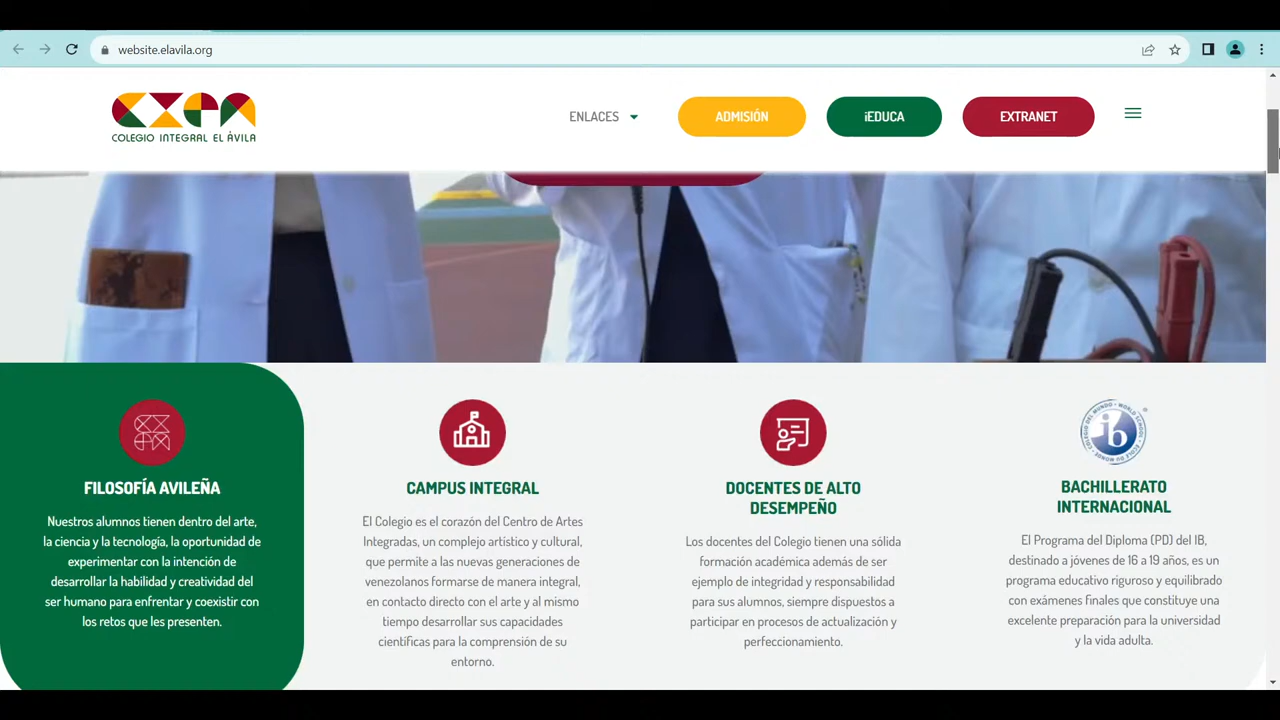 website.elavila.org
COLEGIO INTEGRAL EL ÁVILA
ENLACES
ADMISIÓN
iEDUCA
EXTRANET
FILOSOFÍA AVILEÑA
Nuestros alumnos tienen dentro del arte,
la ciencia y la tecnología, la oportunidad de
experimentar con la intención de
desarrollar la habilidad y creatividad del
ser humano para enfrentar y coexistir con
los retos que les presenten.
CAMPUS INTEGRAL
El Colegio es el corazón del Centro de Artes
Integradas, un complejo artístico y cultural,
que permite a las nuevas generaciones de
venezolanos formarse de manera integral,
en contacto directo con el arte y al mismo
tiempo desarrollar sus capacidades
científicas para la comprensión de su
entorno.
DOCENTES DE ALTO
DESEMPEÑO
Los docentes del Colegio tienen una sólida
formación académica además de ser
ejemplo de integridad y responsabilidad
para sus alumnos, siempre dispuestos a
participar en procesos de actualización y
perfeccionamiento.
ib
BACHILLERATO
INTERNACIONAL
El Programa del Diploma (PD) del IB,
destinado a jóvenes de 16 a 19 años, es un
programa educativo riguroso y equilibrado
con exámenes finales que constituye una
excelente preparación para la universidad
y la vida adulta.